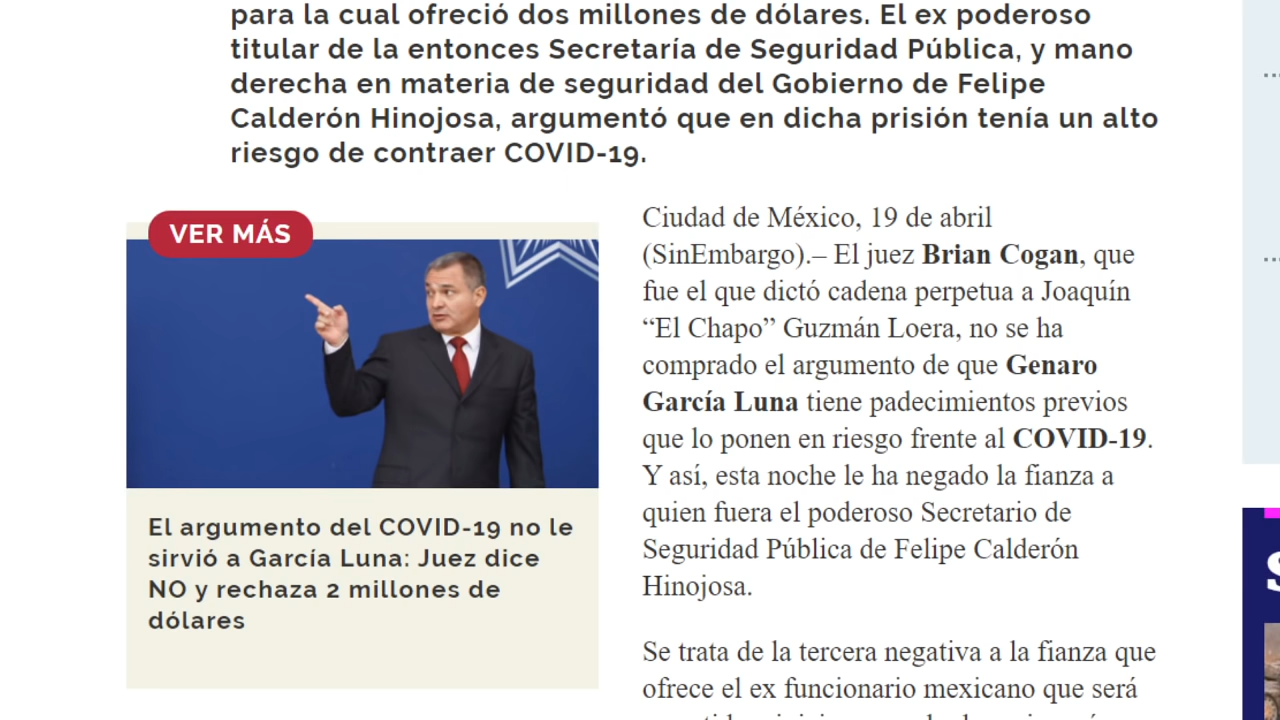 para la cual ofreció dos millones de dólares. El ex poderoso
titular de la entonces Secretaría de Seguridad Pública, y mano
derecha en materia de seguridad del Gobierno de Felipe
Calderón Hinojosa, argumentó que en dicha prisión tenía un alto
riesgo de contraer COVID-19.
VER MÁS
El argumento del COVID-19 no le
sirvió a García Luna: Juez dice
NO y rechaza 2 millones de
dólares
Ciudad de México, 19 de abril
(SinEmbargo).– El juez Brian Cogan, que
fue el que dictó cadena perpetua a Joaquín
“El Chapo” Guzmán Loera, no se ha
comprado el argumento de que Genaro
García Luna tiene padecimientos previos
que lo ponen en riesgo frente al COVID-19.
Y así, esta noche le ha negado la fianza a
quien fuera el poderoso Secretario de
Seguridad Pública de Felipe Calderón
Hinojosa.
Se trata de la tercera negativa a la fianza que
ofrece el ex funcionario mexicano que será